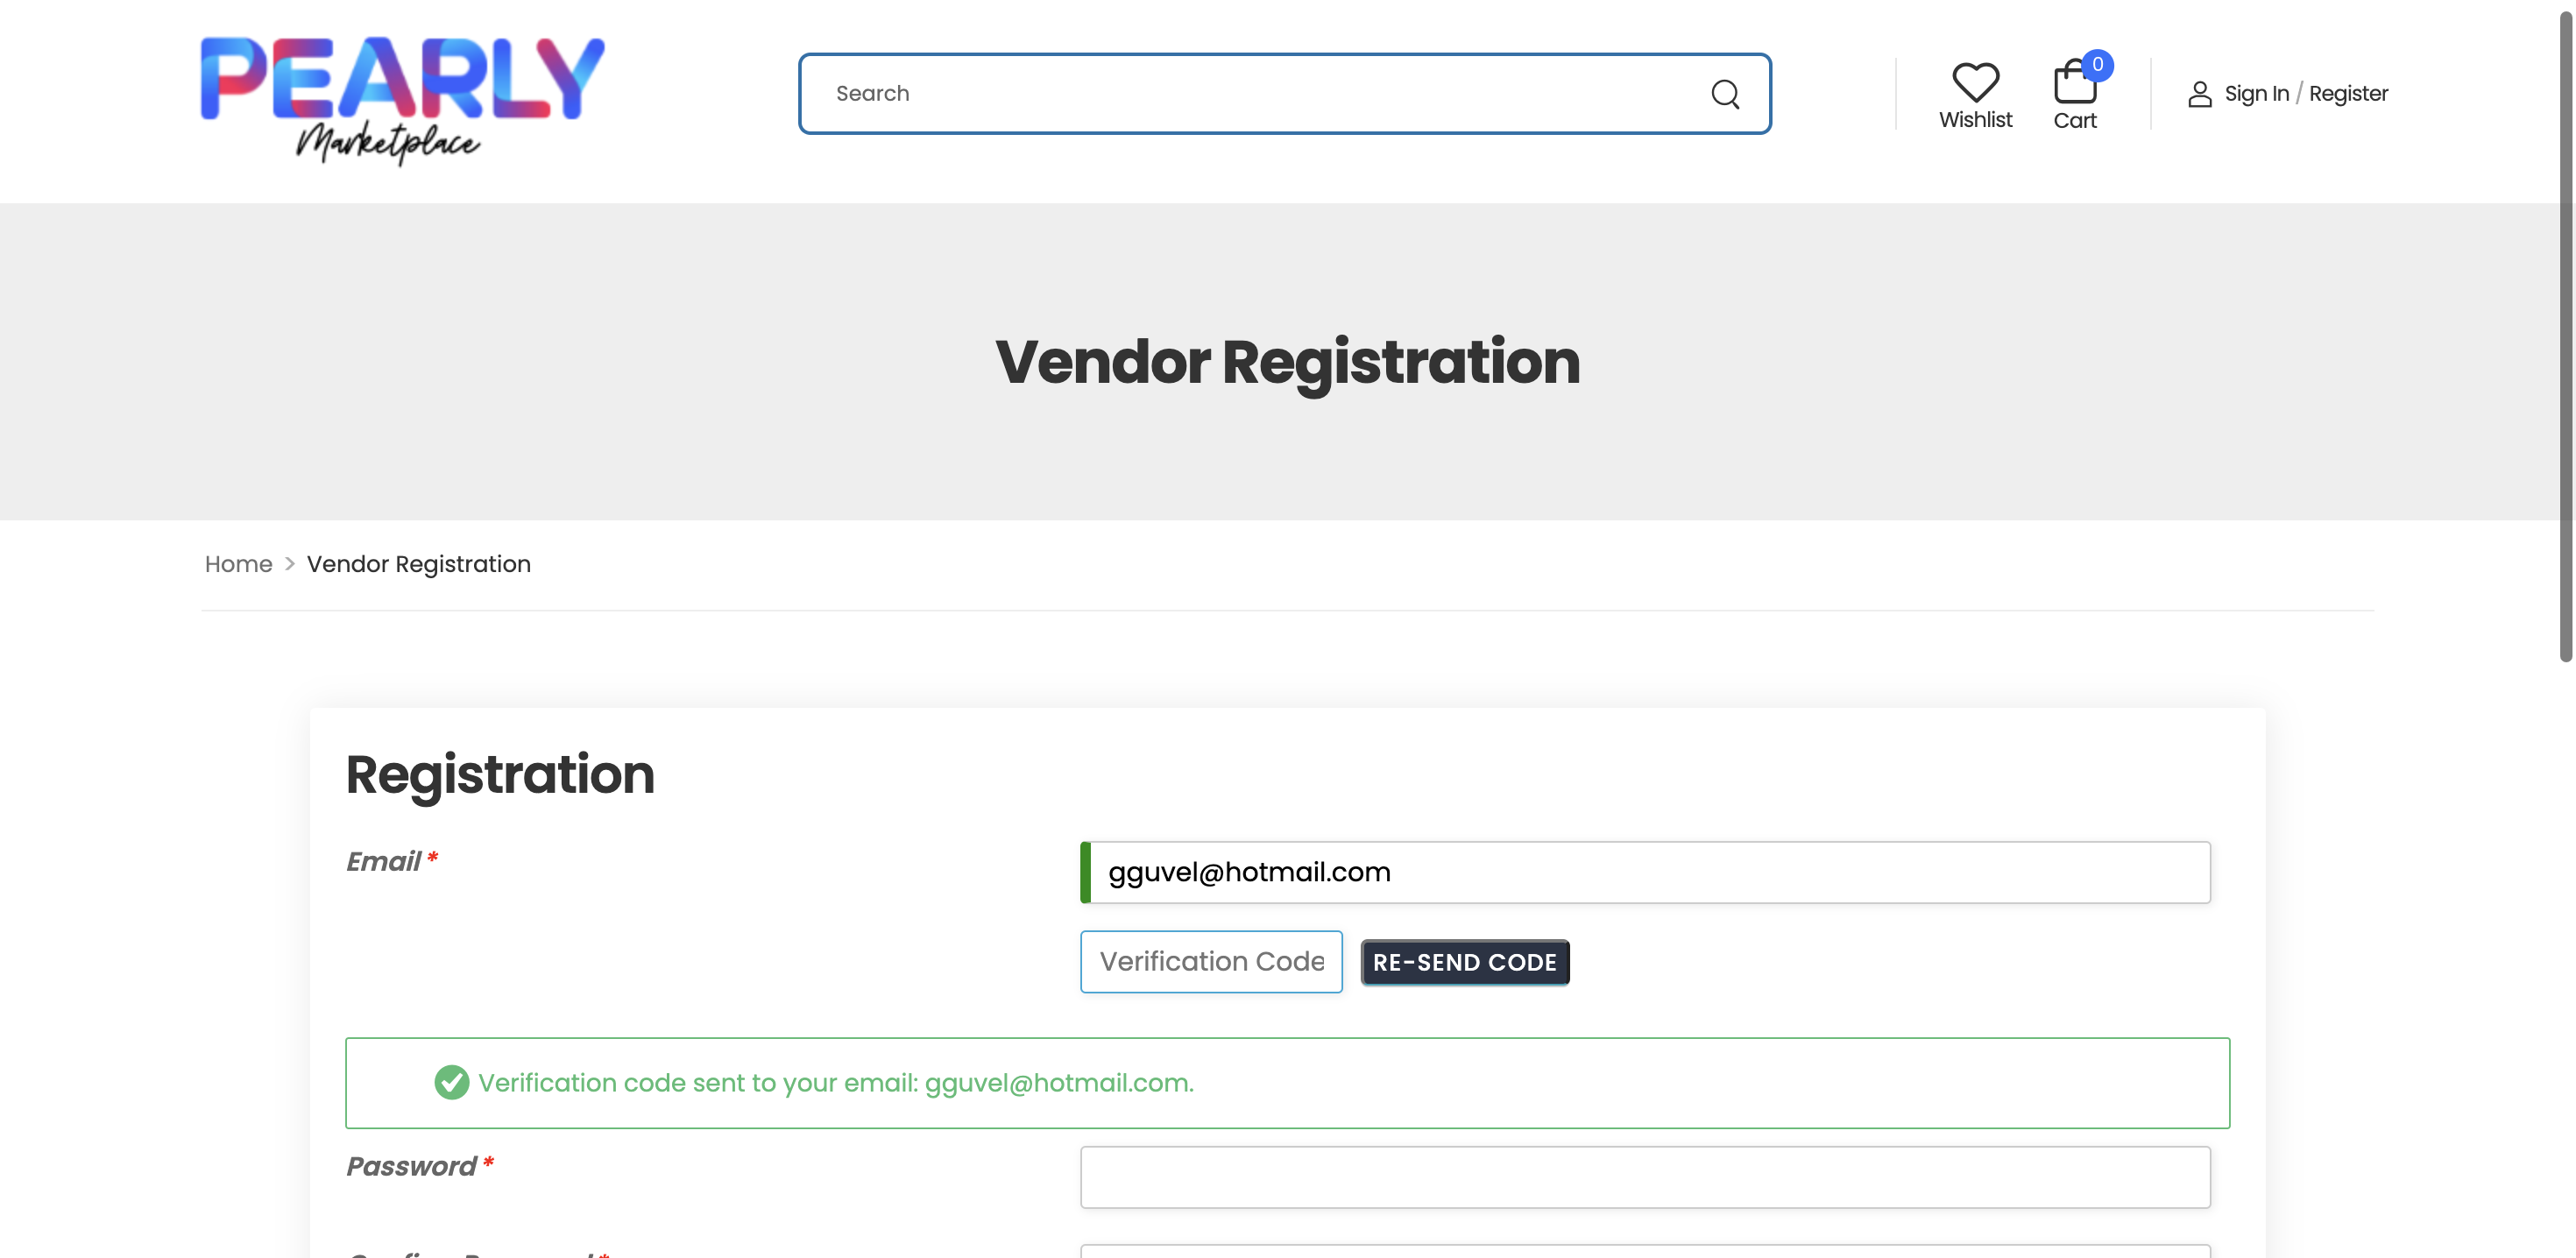 PEARLY
Marketplace
Search
Wishlist
0
Cart
Sign In / Register
Vendor Registration
Home > Vendor Registration
Registration
Email *
gguvel@hotmail.com
Verification Code
RE-SEND CODE
Verification code sent to your email: gguvel@hotmail.com.
Password *